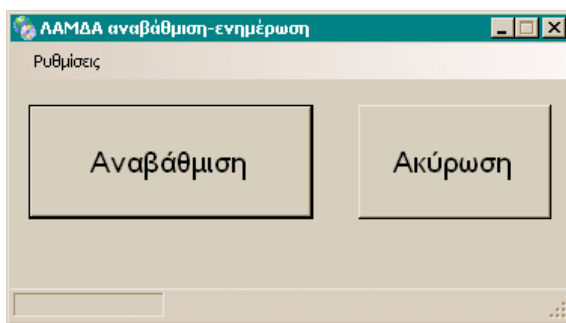 ΛΑΜΔΑ αναβάθμιση-ενημέρωση
Ρυθμίσεις
Αναβάθμιση Ακύρωση